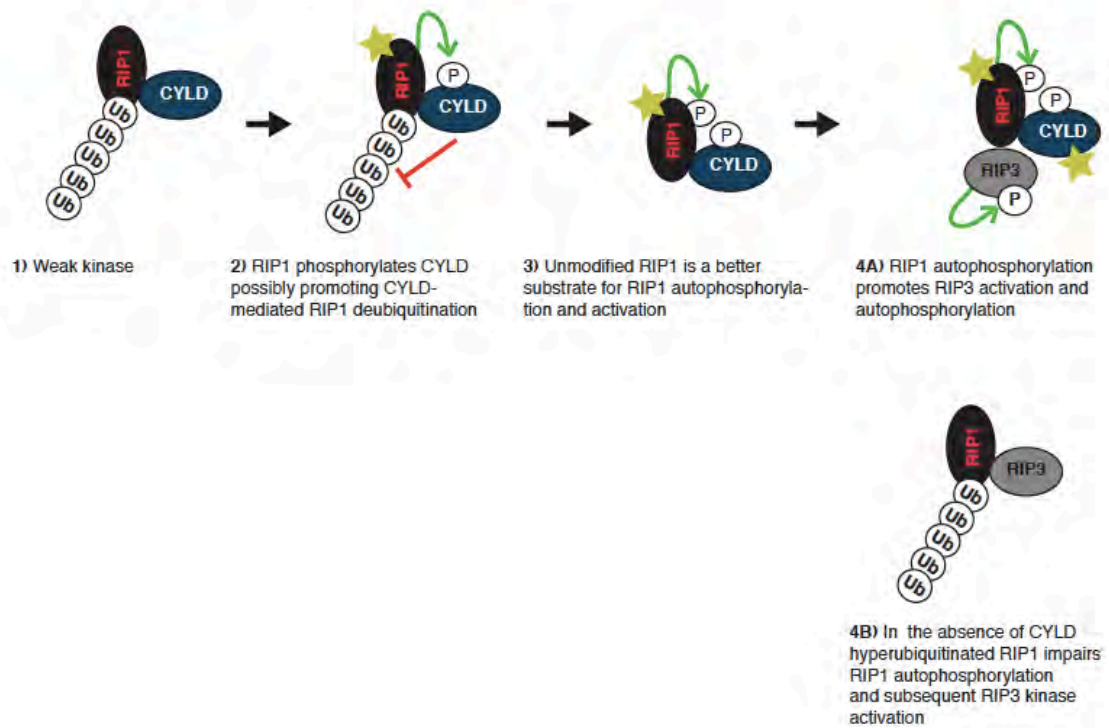 RIP1
CYLD
Ub
Ub
Ub
Ub
Ub
1) Weak kinase
RIP1
P
CYLD
Ub
Ub
Ub
Ub
Ub
2) RIP1 phosphorylates CYLD
possibly promoting CYLD-
mediated RIP1 deubiquitination
RIP1
P
P
CYLD
3) Unmodified RIP1 is a better
substrate for RIP1 autophosphoryla-
tion and activation
RIP1
P
P
CYLD
RIP3
P
4A) RIP1 autophosphorylation
promotes RIP3 activation and
autophosphorylation
RIP1
RIP3
Ub
Ub
Ub
Ub
Ub
4B) In the absence of CYLD
hyperubiquitinated RIP1 impairs
RIP1 autophosphorylation
and subsequent RIP3 kinase
activation